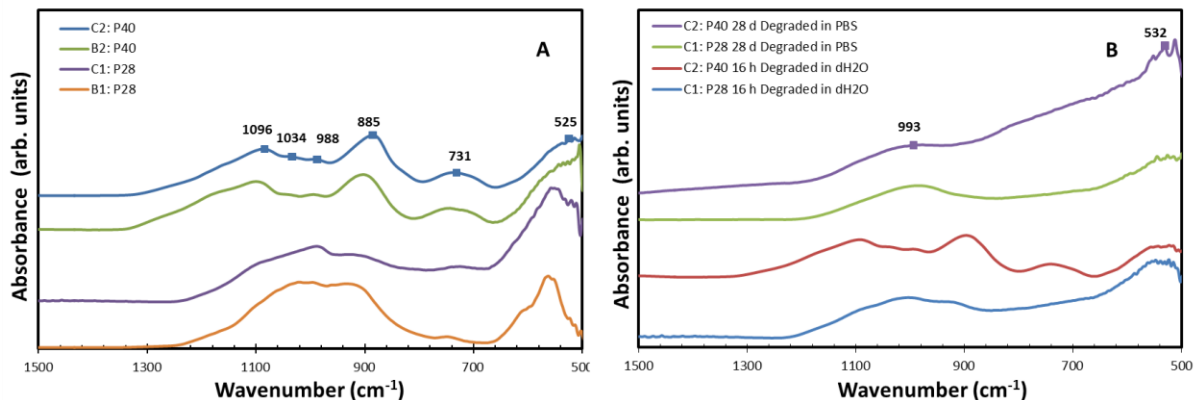 C2: P40
B2: P40
C1: P28
B1: P28
A
1096
1034
988
885
731
525
Absorbance (arb. units)
1500
1300
1100
900
700
500
Wavenumber (cm-1)
C2: P40 28 d Degraded in PBS
C1: P28 28 d Degraded in PBS
C2: P40 16 h Degraded in dH2O
C1: P28 16 h Degraded in dH2O
B
532
993
Absorbance (arb. units)
1500
1300
1100
900
700
500
Wavenumber (cm-1)